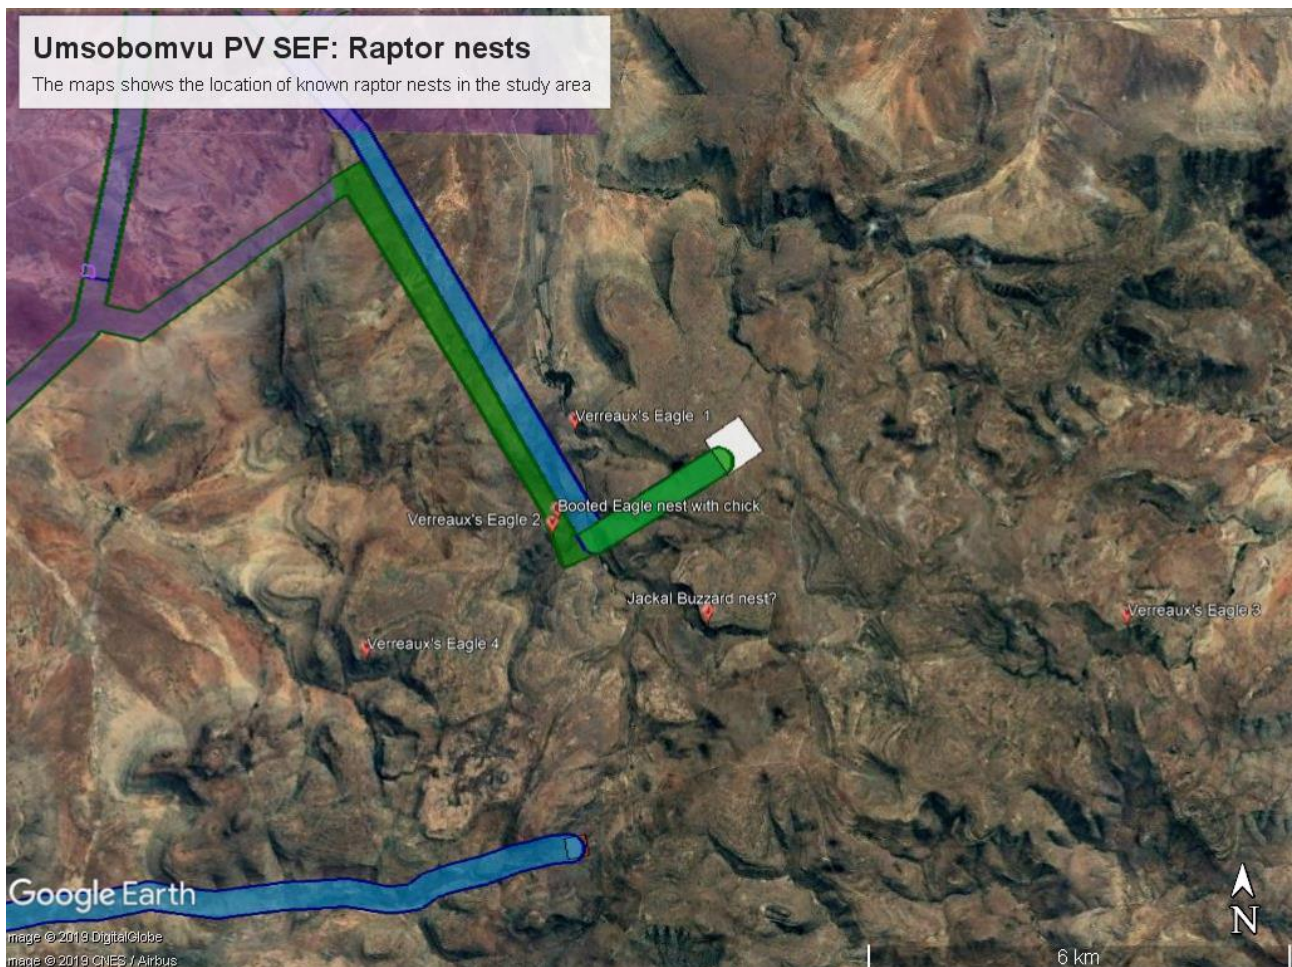 Umsobomvu PV SEF: Raptor nests
The maps shows the location of known raptor nests in the study area
Verreaux's Eagle 1
Booted Eagle nest with chick
Verreaux's Eagle 2
Jackal Buzzard nest?
Verreaux's Eagle 3
Verreaux's Eagle 4
Google Earth
mage © 2019 DigitalGlobe
mage © 2019 CNES / Airbus
N
6 km